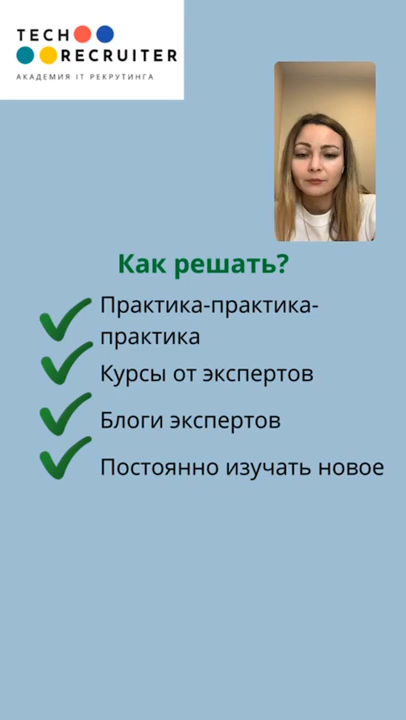 TECH
RECRUITER
АКАДЕМИЯ IT РЕКРУТИНГА
Как решать?
Практика-практика-
практика
Курсы от экспертов
Блоги экспертов
Постоянно изучать новое